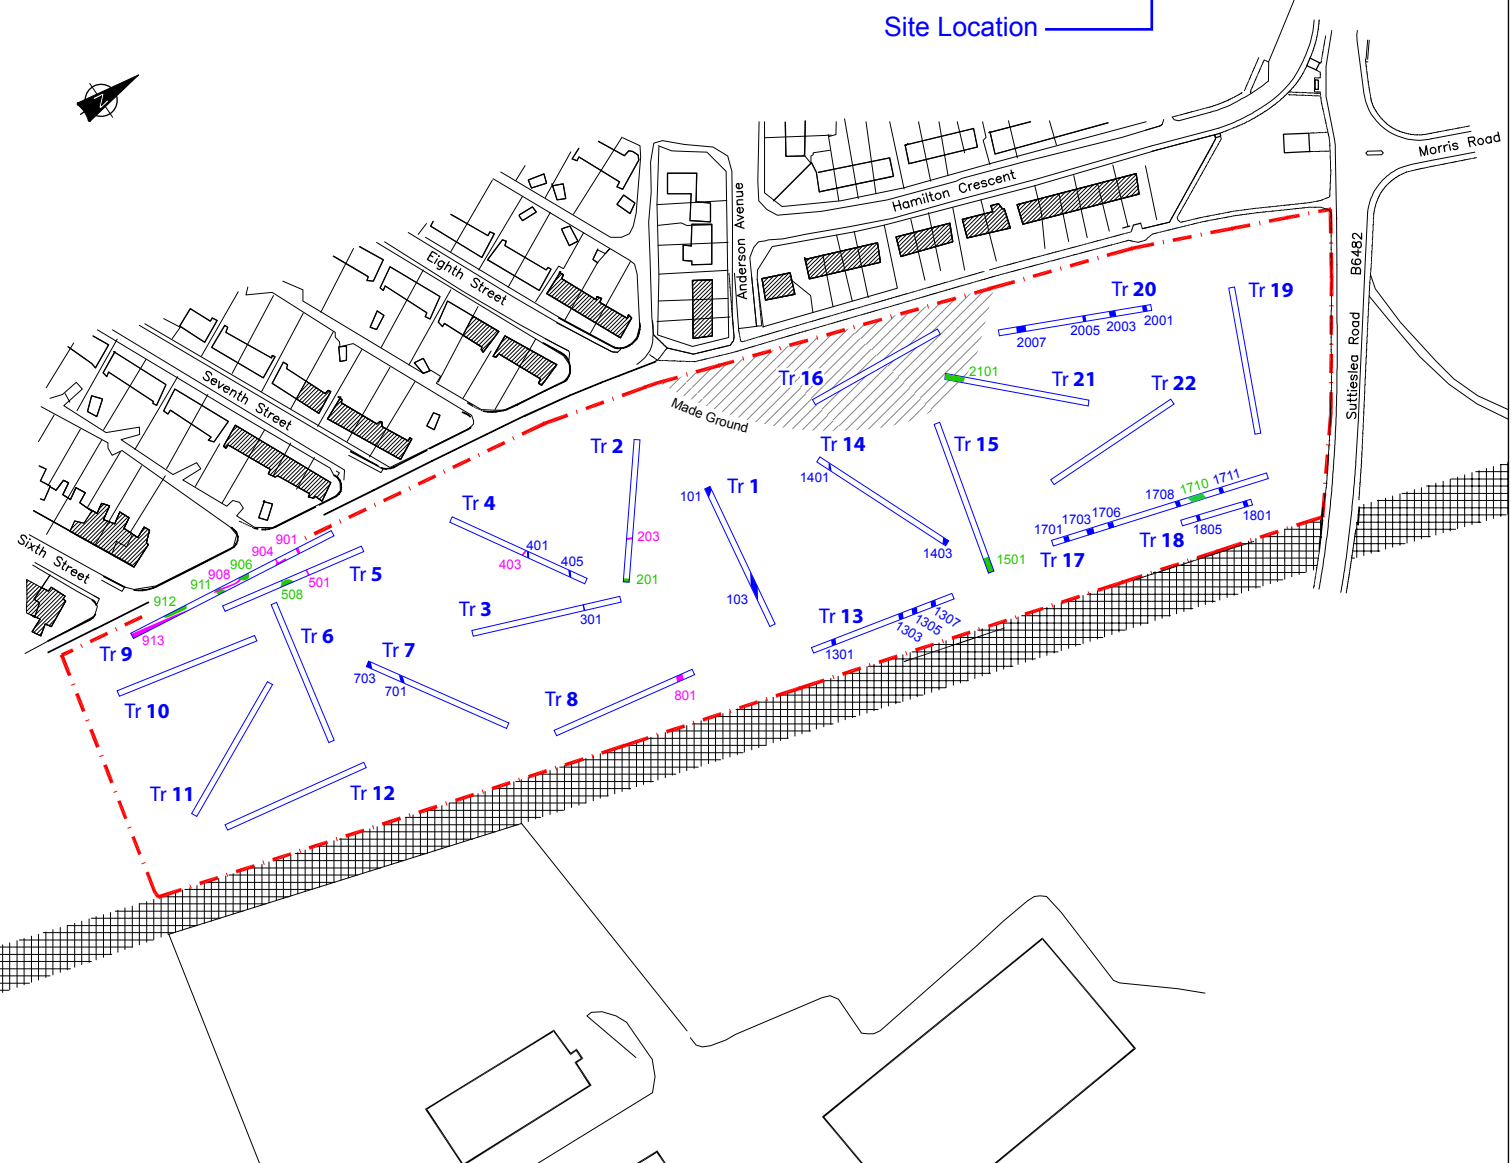 Site Location
N
Morris Road
Hamilton Crescent
Anderson Avenue
B6482
Suttieslea Road
Eighth Street
Seventh Street
Sixth Street
Made Ground
Tr 20
Tr 19
2007
2005
2003
2001
Tr 16
2101
Tr 21
Tr 22
Tr 2
Tr 14
Tr 15
1401
1403
1501
Tr 1
101
103
Tr 4
401
403
405
203
201
1711
1710
1708
1706
1703
1701
Tr 17
Tr 18
1805
1801
901
904
906
908
911
912
913
Tr 9
Tr 5
501
508
Tr 3
301
Tr 6
Tr 7
703
701
Tr 13
1301
1303
1305
1307
Tr 8
801
Tr 10
Tr 11
Tr 12